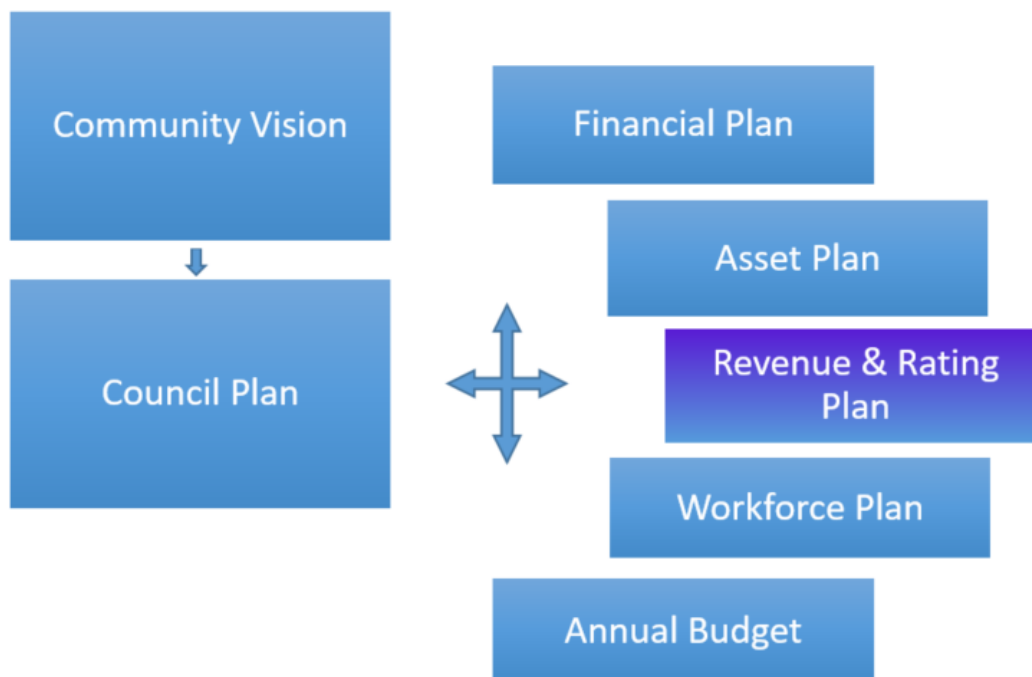 Community Vision
Council Plan
Financial Plan
Asset Plan
Revenue & Rating
Plan
Workforce Plan
Annual Budget